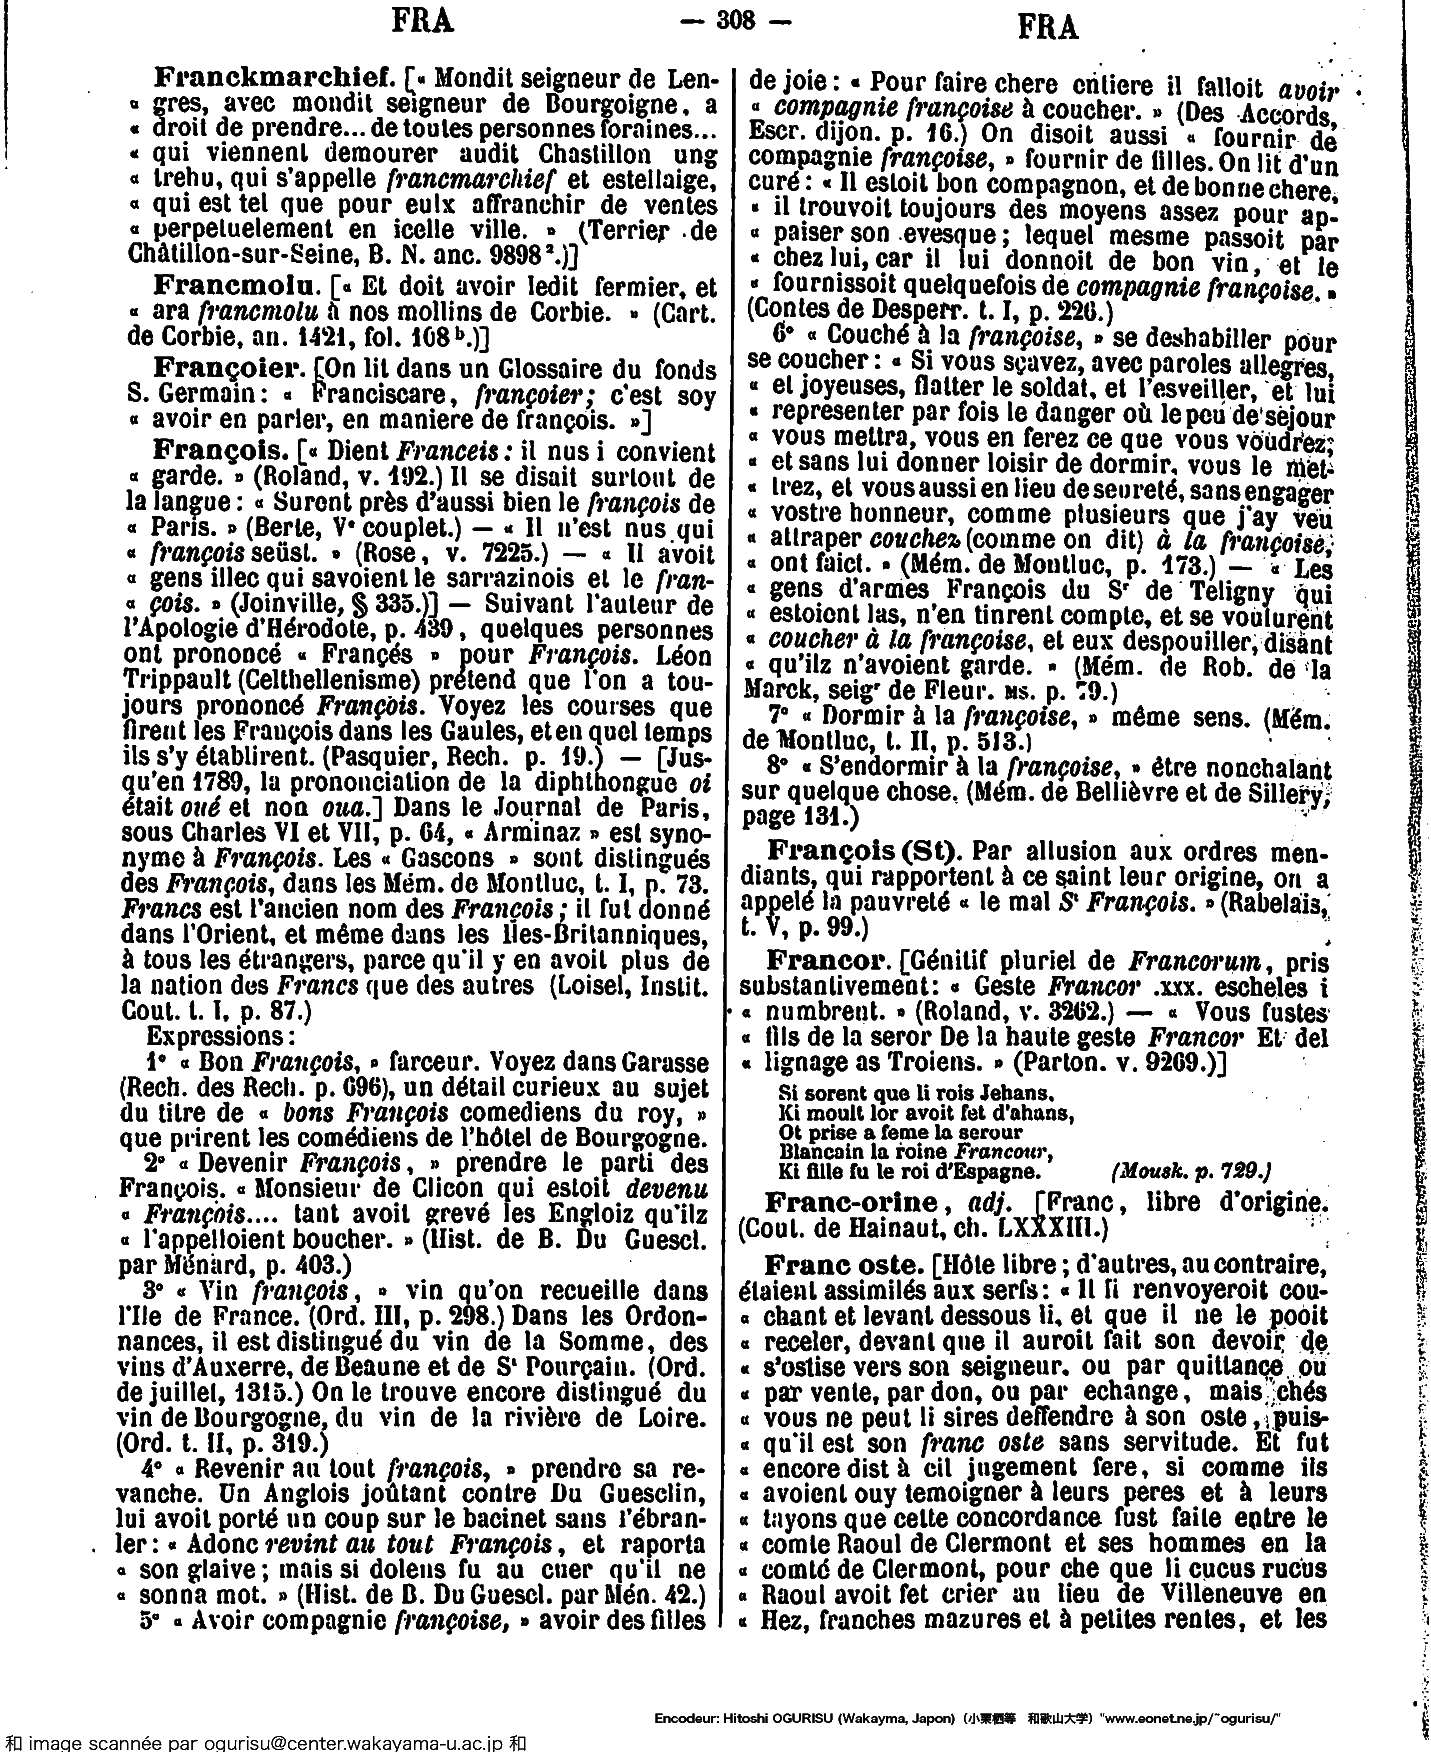 FRA
— 308 —
FRA
Franckmarchief. [« Mondit seigneur de Len-
« gres, avec mondit seigneur de Bourgoigne, a
« droit de prendre... de toutes personnes foraines...
« qui viennent demourer audit Chastillon ung
« trehu, qui s'appelle francmarchief et estellaige,
« qui est tel que pour eulx affranchir de ventes
« perpetuelement en icelle ville. » (Terrier de
Châtillon-sur-Seine, B. N. anc. 9898².)]
Francmolu. [« Et doit avoir ledit fermier, et
« ara francmolu à nos mollins de Corbie. » (Cart.
de Corbie, an. 1421, fol. 108 b.)]
Françoier. [On lit dans un Glossaire du fonds
S. Germain : « Franciscare, françoier ; c'est soy
« avoir en parler, en maniere de françois. »]
François. [« Dient Franceis : il nus i convient
« garde. » (Roland, v. 192.) Il se disait surtout de
la langue : « Suront près d'aussi bien le françois de
« Paris. » (Berte, Ve couplet.) — « Il n'est nus qui
« françois seüst. » (Rose, v. 7225.) — « Il avoit
« gens illec qui savoient le sarrazinois et le fran-
« çois. » (Joinville, § 335.)] — Suivant l'auteur de
l'Apologie d'Hérodote, p. 439, quelques personnes
ont prononcé « Françés » pour François. Léon
Trippault (Celthellenisme) prétend que l'on a tou-
jours prononcé François. Voyez les courses que
firent les François dans les Gaules, et en quel temps
ils s'y établirent. (Pasquier, Rech. p. 19.) — [Jus-
qu'en 1789, la prononciation de la diphthongue oi
était oué et non oua.] Dans le Journal de Paris,
sous Charles VI et VII, p. 64, « Arminaz » est syno-
nyme à François. Les « Gascons » sont distingués
des François, dans les Mém. de Montluc, t. I, p. 73.
Francs est l'ancien nom des François ; il fut donné
dans l'Orient, et même dans les Iles-Britanniques,
à tous les étrangers, parce qu'il y en avoit plus de
la nation des Francs que des autres (Loisel, Instit.
Cout. t. I, p. 87.)
Expressions :
1° « Bon François, » farceur. Voyez dans Garasse
(Rech. des Rech. p. 696), un détail curieux au sujet
du titre de « bons François comediens du roy, »
que prirent les comédiens de l'hôtel de Bourgogne.
2° « Devenir François, » prendre le parti des
François. « Monsieur de Clicon qui estoit devenu
« François.... tant avoit grevé les Engloiz qu'ilz
« l'appelloient boucher. » (Hist. de B. Du Guescl.
par Ménard, p. 403.)
3° « Vin françois, » vin qu'on recueille dans
l'Ile de France. (Ord. III, p. 298.) Dans les Ordon-
nances, il est distingué du vin de la Somme, des
vins d'Auxerre, de Beaune et de St Pourçain. (Ord.
de juillet, 1315.) On le trouve encore distingué du
vin de Bourgogne, du vin de la rivière de Loire.
(Ord. t. II, p. 319.)
4° « Revenir au tout françois, » prendre sa re-
vanche. Un Anglois joûtant contre Du Guesclin,
lui avoit porté un coup sur le bacinet sans l'ébran-
ler : « Adonc revint au tout François, et raporta
« son glaive ; mais si dolens fu au cuer qu'il ne
« sonna mot. » (Hist. de B. Du Guescl. par Mén. 42.)
5° « Avoir compagnie françoise, » avoir des filles
de joie : « Pour faire chere entiere il falloit avoir
« compagnie françoise à coucher. » (Des Accords,
Escr. dijon. p. 16.) On disoit aussi « fournir de
compagnie françoise, » fournir de filles. On lit d'un
curé : « Il estoit bon compagnon, et de bonne chere,
« il trouvoit toujours des moyens assez pour ap-
« paiser son evesque ; lequel mesme passoit par
« chez lui, car il lui donnoit de bon vin, et le
« fournissoit quelquefois de compagnie françoise. »
(Contes de Desperr. t. I, p. 226.)
6° « Couché à la françoise, » se deshabiller pour
se coucher : « Si vous sçavez, avec paroles allegres,
« et joyeuses, flatter le soldat, et l'esveiller, et lui
« representer par fois le danger où le peu de sejour
« vous mettra, vous en ferez ce que vous voudrez;
« et sans lui donner loisir de dormir, vous le met-
« trez, et vous aussi en lieu de seureté, sans engager
« vostre honneur, comme plusieurs que j'ay veu
« attraper couchez (comme on dit) à la françoise,
« ont faict. » (Mém. de Montluc, p. 173.) — « Les
« gens d'armes François du Sr de Teligny qui
« estoient las, n'en tinrent compte, et se voulurent
« coucher à la françoise, et eux despouiller, disant
« qu'ilz n'avoient garde. » (Mém. de Rob. de la
Marck, seigr de Fleur. MS. p. 79.)
7° « Dormir à la françoise, » même sens. (Mém.
de Montluc, t. II, p. 513.)
8° « S'endormir à la françoise, » être nonchalant
sur quelque chose. (Mém. de Bellièvre et de Sillery,
page 131.)
François (St). Par allusion aux ordres men-
diants, qui rapportent à ce saint leur origine, on a
appelé la pauvreté « le mal St François. » (Rabelais,
t. V, p. 99.)
Francor. [Génitif pluriel de Francorum, pris
substantivement : « Geste Francor .xxx. escheles i
« numbrent. » (Roland, v. 3262.) — « Vous fustes
« fils de la seror De la haute geste Francor Et del
« lignage as Troiens. » (Parton. v. 9269.)]
Si sorent que li rois Jehans,
Ki moult lor avoit fet d'ahans,
Ot prise a feme la serour
Blancain la roine Francour,
Ki fille fu le roi d'Espagne. (Mousk. p. 729.)
Franc-orine, adj. [Franc, libre d'origine.
(Cout. de Hainaut, ch. LXXXIII.)
Franc oste. [Hôte libre ; d'autres, au contraire,
étaient assimilés aux serfs : « Il li renvoyeroit cou-
« chant et levant dessous li, et que il ne le pooit
« receler, devant que il auroit fait son devoir de
« s'ostise vers son seigneur, ou par quittance ou
« par vente, par don, ou par echange, mais chés
« vous ne peut li sires deffendre à son oste, puis-
« qu'il est son franc oste sans servitude. Et fut
« encore dist à cil jugement fere, si comme ils
« avoient ouy temoigner à leurs peres et à leurs
« tayons que cette concordance fust faite entre le
« comte Raoul de Clermont et ses hommes en la
« comté de Clermont, pour che que li cucus rucus
« Raoul avoit fet crier au lieu de Villeneuve en
« Hez, franches mazures et à petites rentes, et les
Encodeur: Hitoshi OGURISU (Wakayma, Japon) (小栗栖等 和歌山大学) "www.eonet.ne.jp/~ogurisu/"
和 image scannée par ogurisu@center.wakayama-u.ac.jp 和